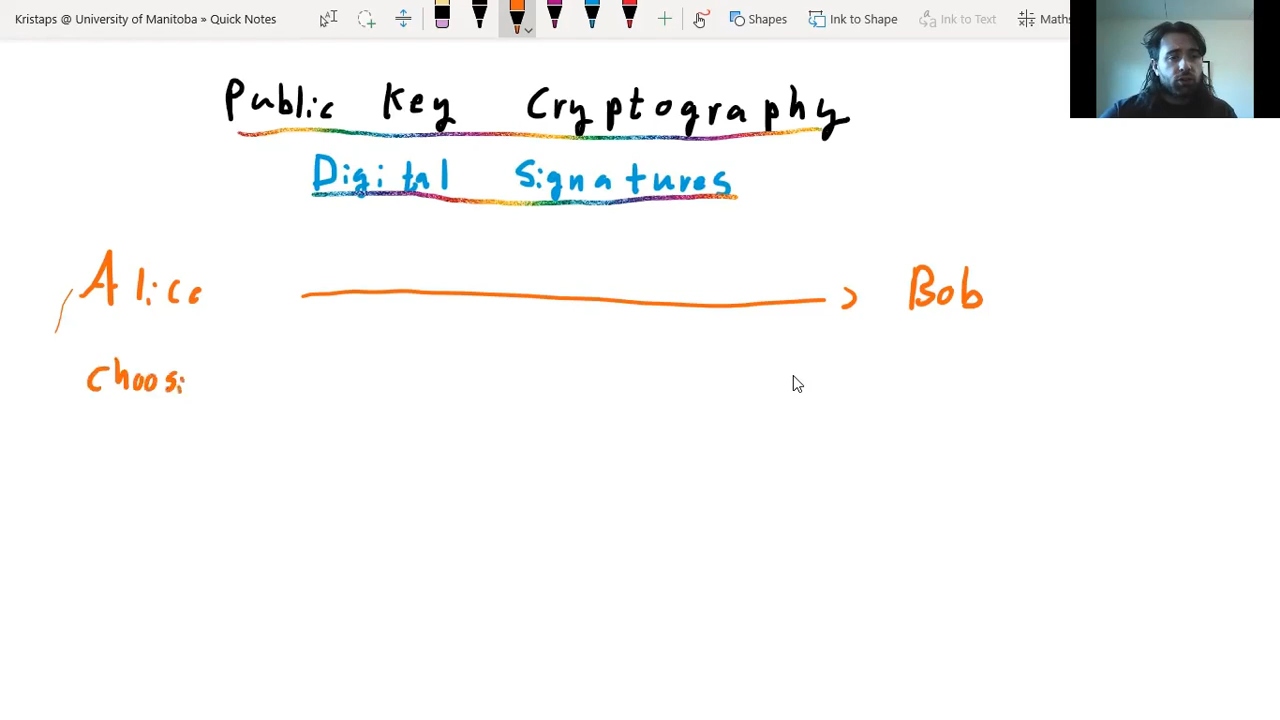 Kristaps @ University of Manitoba » Quick Notes
Shapes
Ink to Shape
Ink to Text
Maths
Public Key Cryptography
Digital Signatures
Alice
Bob
choosi